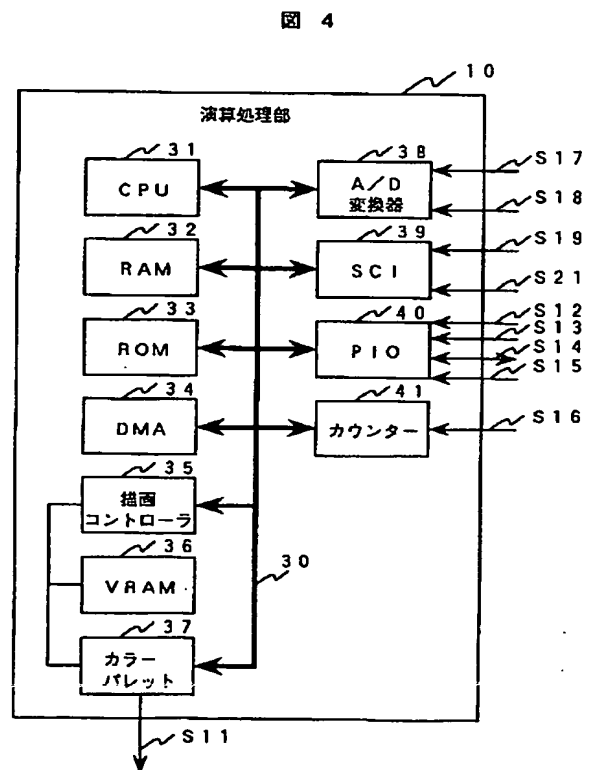 図 4
10
演算処理部
31
CPU
38
A/D
変換器
S17
S18
32
RAM
39
SCI
S19
S21
33
ROM
40
PIO
S12
S13
S14
S15
34
DMA
41
カウンター
S16
35
描画
コントローラ
36
VRAM
30
37
カラー
パレット
S11